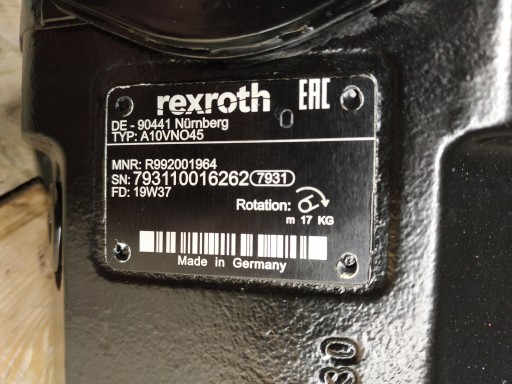 rexroth EAC
DE - 90441 Nürnberg
TYP: A10VNO45
MNR: R992001964
SN: 793110016262 7931
FD: 19W37
Rotation:
m 17 KG
Made in Germany
30